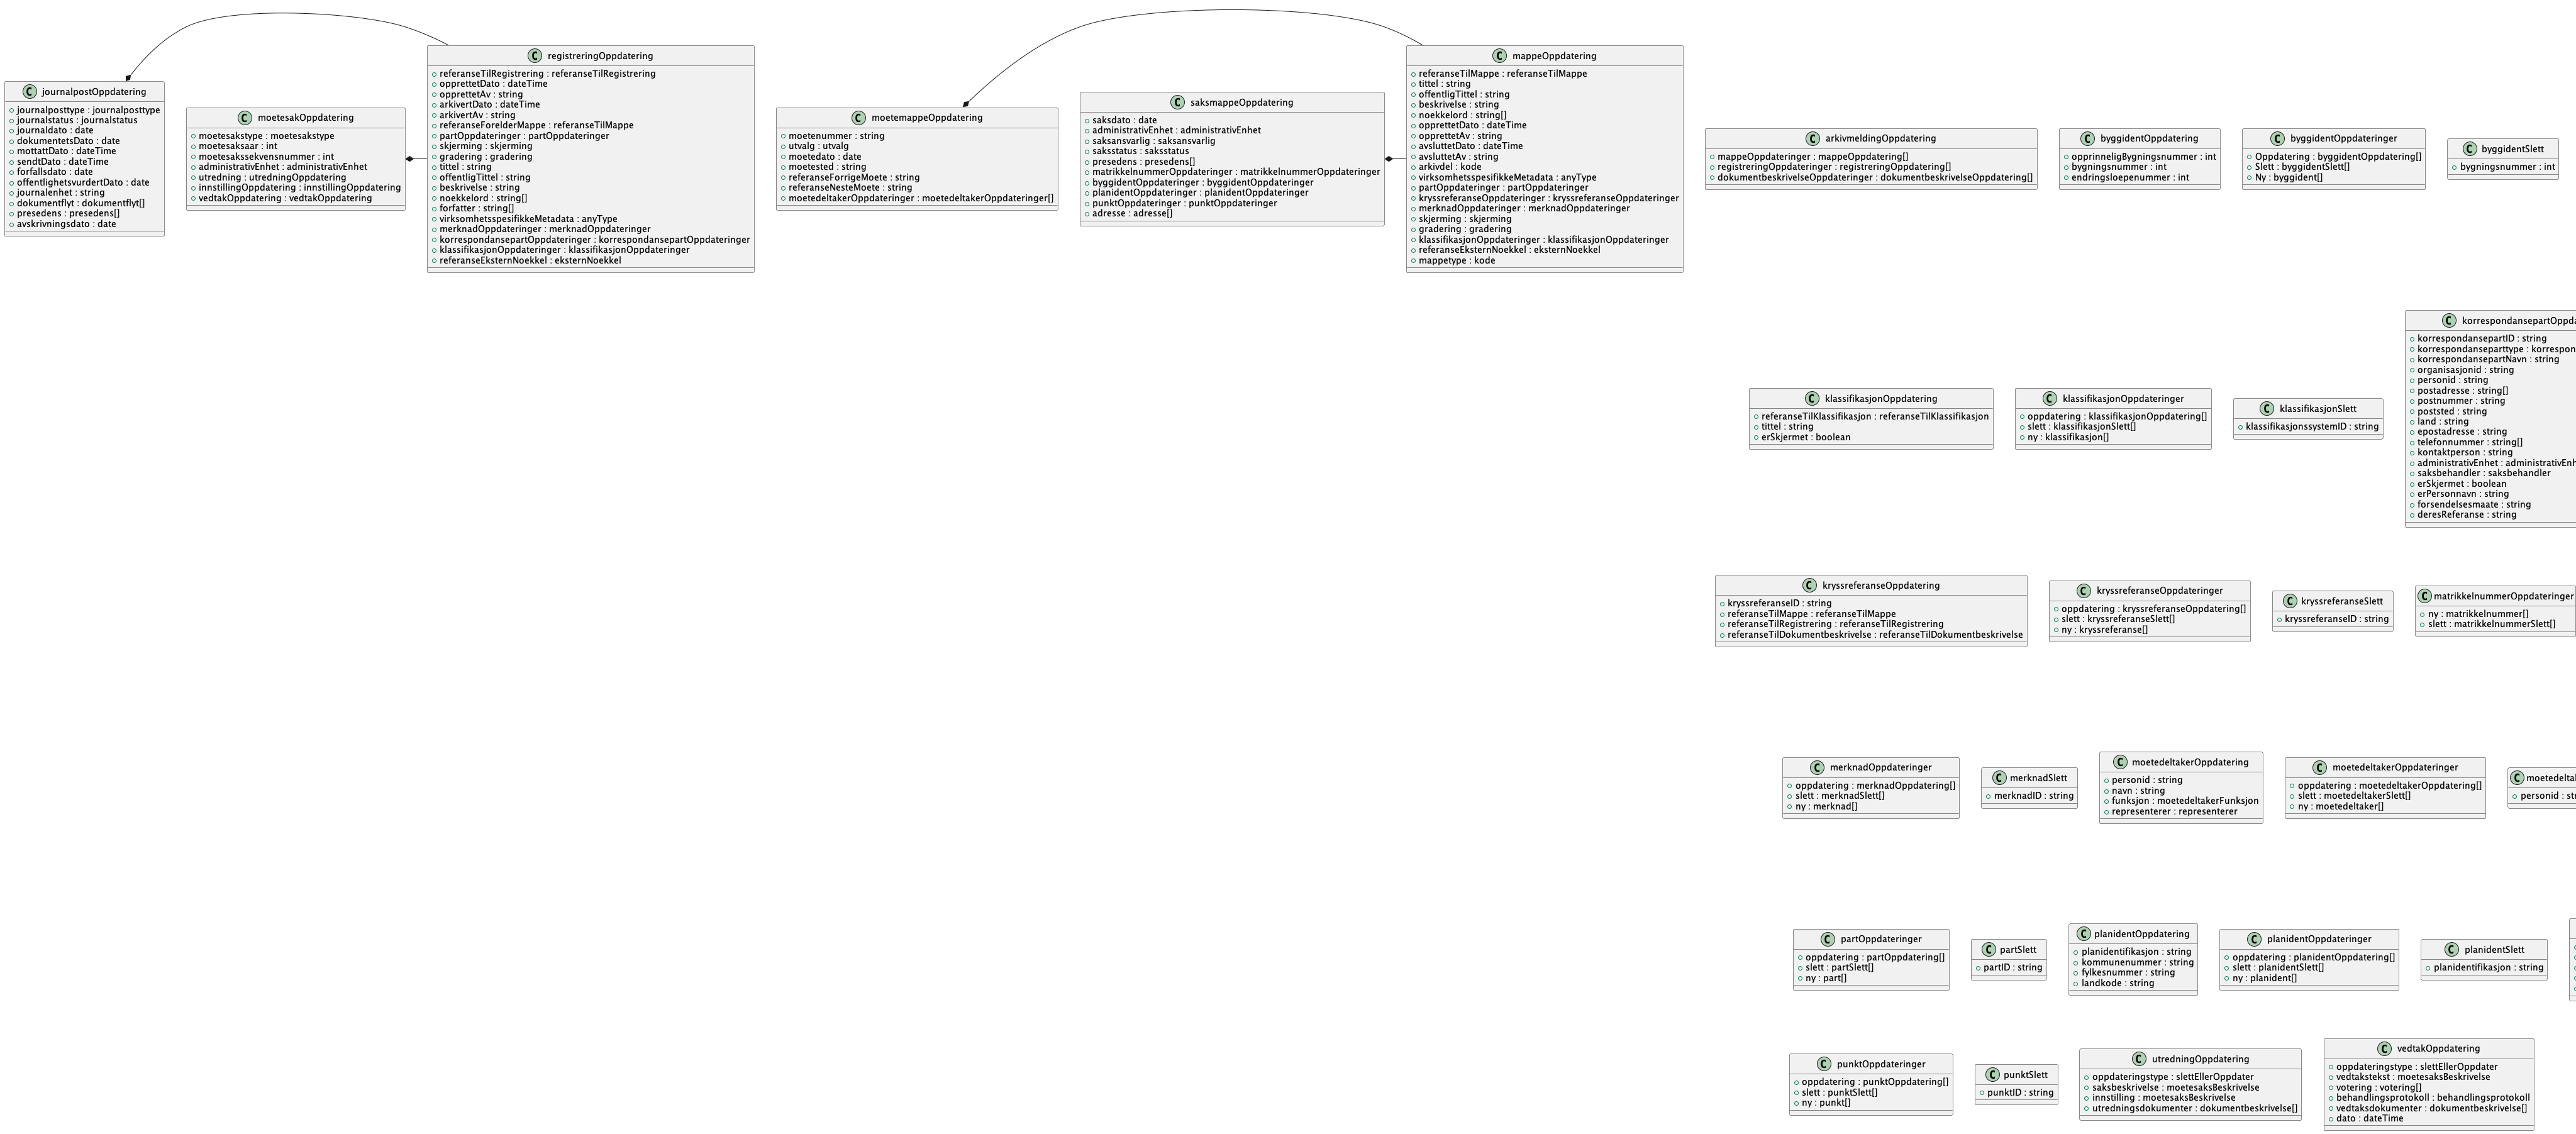 journalpostOppdatering
journalposttype : journalposttype
journalstatus : journalstatus
journaldato : date
dokumentetsDato : date
mottattDato : dateTime
sendtDato : dateTime
forfallsdato : date
offentlighetsvurdertDato : date
journalenhet : string
dokumentflyt : dokumentflyt[]
presedens : presedens[]
avskrivningsdato : date
moetesakOppdatering
moetesakstype : moetesakstype
moetesaksaar : int
moetesakssekvensnummer : int
administrativEnhet : administrativEnhet
utredning : utredningOppdatering
innstillingOppdatering : innstillingOppdatering
vedtakOppdatering : vedtakOppdatering
registreringOppdatering
referanseTilRegistrering : referanseTilRegistrering
opprettetDato : dateTime
opprettetAv : string
arkivertDato : dateTime
arkivertAv : string
referanseForelderMappe : referanseTilMappe
partOppdateringer : partOppdateringer
skjerming : skjerming
gradering : gradering
tittel : string
offentligTittel : string
beskrivelse : string
noekkelord : string[]
forfatter : string[]
virksomhetsspesifikkeMetadata : anyType
merknadOppdateringer : merknadOppdateringer
korrespondansepartOppdateringer : korrespondansepartOppdateringer
klassifikasjonOppdateringer : klassifikasjonOppdateringer
referanseEksternNoekkel : eksternNoekkel
moetemappeOppdatering
moetenummer : string
utvalg : utvalg
moetedato : date
moetested : string
referanseForrigeMoete : string
referanseNesteMoete : string
moetedeltakerOppdateringer : moetedeltakerOppdateringer[]
saksmappeOppdatering
saksdato : date
administrativEnhet : administrativEnhet
saksansvarlig : saksansvarlig
saksstatus : saksstatus
presedens : presedens[]
matrikkelnummerOppdateringer : matrikkelnummerOppdateringer
byggidentOppdateringer : byggidentOppdateringer
planidentOppdateringer : planidentOppdateringer
punktOppdateringer : punktOppdateringer
adresse : adresse[]
mappeOppdatering
referanseTilMappe : referanseTilMappe
tittel : string
offentligTittel : string
beskrivelse : string
noekkelord : string[]
opprettetDato : dateTime
opprettetAv : string
avsluttetDato : dateTime
avsluttetAv : string
arkivdel : kode
virksomhetsspesifikkeMetadata : anyType
partOppdateringer : partOppdateringer
kryssreferanseOppdateringer : kryssreferanseOppdateringer
merknadOppdateringer : merknadOppdateringer
skjerming : skjerming
gradering : gradering
klassifikasjonOppdateringer : klassifikasjonOppdateringer
referanseEksternNoekkel : eksternNoekkel
mappetype : kode
arkivmeldingOppdatering
mappeOppdateringer : mappeOppdatering[]
registreringOppdateringer : registreringOppdatering[]
dokumentbeskrivelseOppdateringer : dokumentbeskrivelseOppdatering[]
byggidentOppdatering
opprinneligBygningsnummer : int
bygningsnummer : int
endringsloepenummer : int
byggidentOppdateringer
Oppdatering : byggidentOppdatering[]
Slett : byggidentSlett[]
Ny : byggident[]
byggidentSlett
bygningsnummer : int
klassifikasjonOppdatering
referanseTilKlassifikasjon : referanseTilKlassifikasjon
tittel : string
erSkjermet : boolean
klassifikasjonOppdateringer
oppdatering : klassifikasjonOppdatering[]
slett : klassifikasjonSlett[]
ny : klassifikasjon[]
klassifikasjonSlett
klassifikasjonssystemID : string
korrespondansepartOppda
korrespondansepartID : string
korrespondanseparttype : korrespon
korrespondansepartNavn : string
organisasjonid : string
personid : string
postadresse : string[]
postnummer : string
poststed : string
land : string
epostadresse : string
telefonnummer : string[]
kontaktperson : string
administrativEnhet : administrativEnh
saksbehandler : saksbehandler
erSkjermet : boolean
erPersonnavn : string
forsendelsesmaate : string
deresReferanse : string
kryssreferanseOppdatering
kryssreferanseID : string
referanseTilMappe : referanseTilMappe
referanseTilRegistrering : referanseTilRegistrering
referanseTilDokumentbeskrivelse : referanseTilDokumentbeskrivelse
kryssreferanseOppdateringer
oppdatering : kryssreferanseOppdatering[]
slett : kryssreferanseSlett[]
ny : kryssreferanse[]
kryssreferanseSlett
kryssreferanseID : string
matrikkelnummerOppdateringer
ny : matrikkelnummer[]
slett : matrikkelnummerSlett[]
merknadOppdateringer
oppdatering : merknadOppdatering[]
slett : merknadSlett[]
ny : merknad[]
merknadSlett
merknadID : string
moetedeltakerOppdatering
personid : string
navn : string
funksjon : moetedeltakerFunksjon
representerer : representerer
moetedeltakerOppdateringer
oppdatering : moetedeltakerOppdatering[]
slett : moetedeltakerSlett[]
ny : moetedeltaker[]
moetedeltak
personid : str
partOppdateringer
oppdatering : partOppdatering[]
slett : partSlett[]
ny : part[]
partSlett
partID : string
planidentOppdatering
planidentifikasjon : string
kommunenummer : string
fylkesnummer : string
landkode : string
planidentOppdateringer
oppdatering : planidentOppdatering[]
slett : planidentSlett[]
ny : planident[]
planidentSlett
planidentifikasjon : string
punktOppdateringer
oppdatering : punktOppdatering[]
slett : punktSlett[]
ny : punkt[]
punktSlett
punktID : string
utredningOppdatering
oppdateringstype : slettEllerOppdater
saksbeskrivelse : moetesaksBeskrivelse
innstilling : moetesaksBeskrivelse
utredningsdokumenter : dokumentbeskrivelse[]
vedtakOppdatering
oppdateringstype : slettEllerOppdater
vedtakstekst : moetesaksBeskrivelse
votering : votering[]
behandlingsprotokoll : behandlingsprotokoll
vedtaksdokumenter : dokumentbeskrivelse[]
dato : dateTime